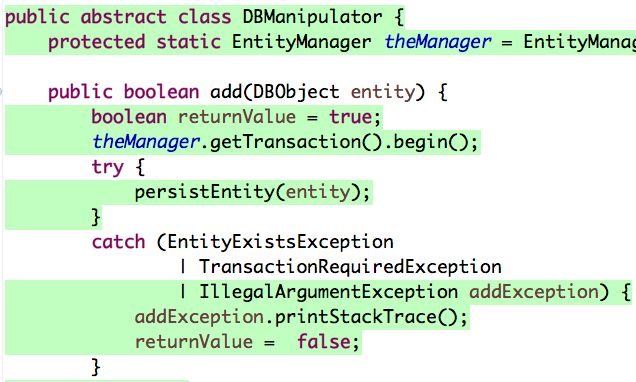 public abstract class DBManipulator {
    protected static EntityManager theManager = EntityManag

    public boolean add(DBObject entity) {
        boolean returnValue = true;
        theManager.getTransaction().begin();
        try {
            persistEntity(entity);
        }
        catch (EntityExistsException
                | TransactionRequiredException
                | IllegalArgumentException addException) {
            addException.printStackTrace();
            returnValue =  false;
        }